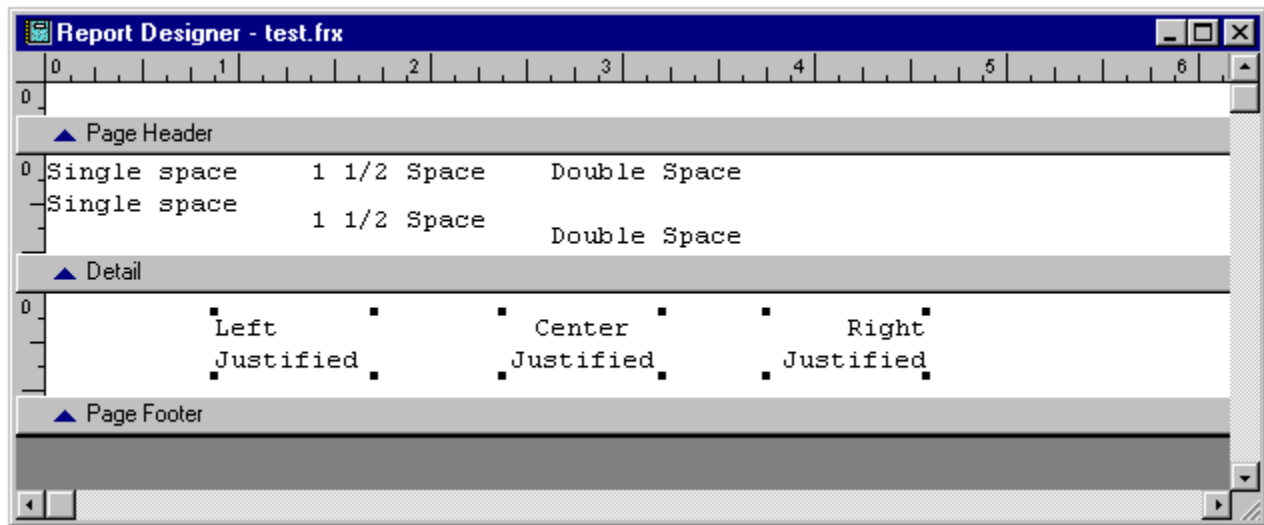 Report Designer - test.frx
0 1 2 3 4 5 6
0
Page Header
0
Single space 1 1/2 Space Double Space
Single space
1 1/2 Space
Double Space
Detail
0
Left Center Right
Justified Justified Justified
Page Footer